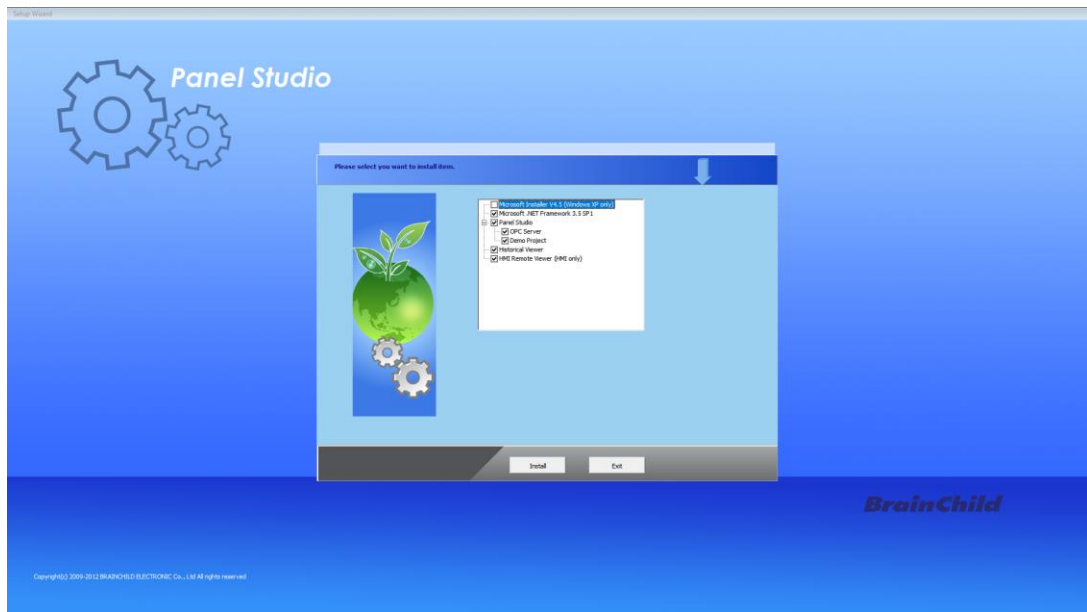 Setup Wizard
Panel Studio
Please select you want to install item.
Microsoft Installer V4.5 (Windows XP only)
Microsoft .NET Framework 3.5 SP1
Panel Studio
OPC Server
Demo Project
Historical Viewer
HMI Remote Viewer (HMI only)
Install
Exit
BrainChild
Copyright(c) 2009-2012 BRAINCHILD ELECTRONIC Co., Ltd All rights reserved